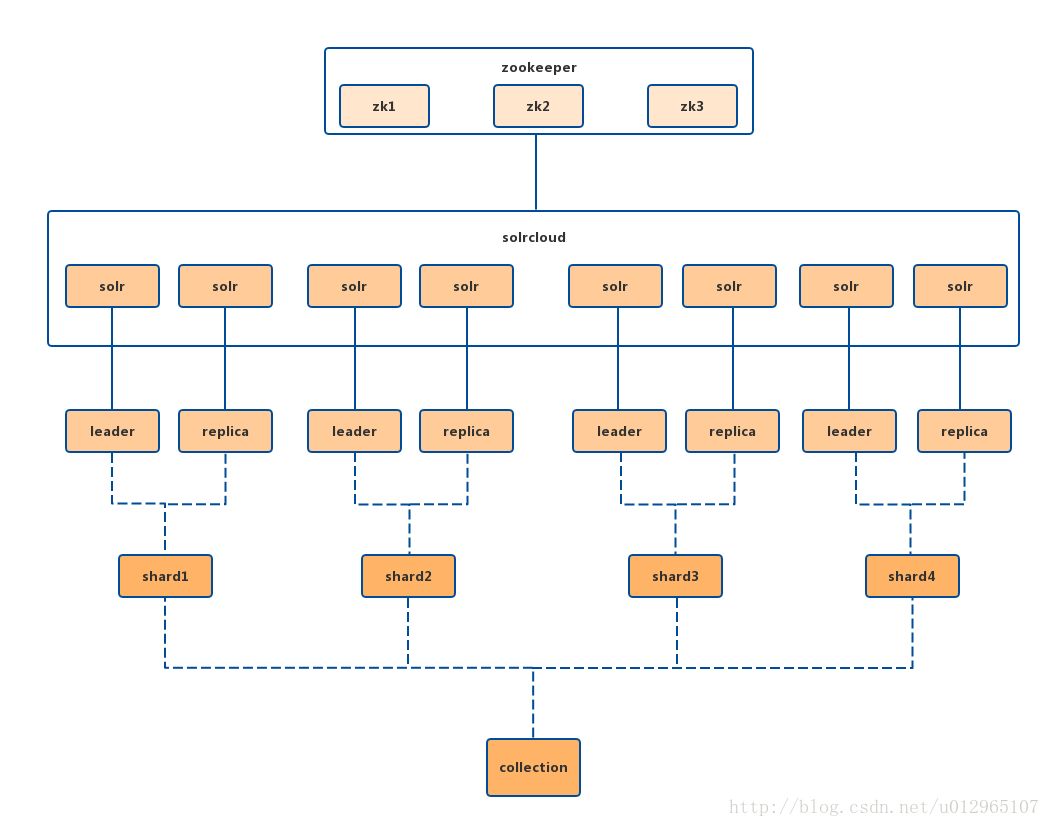 zookeeper
zk1 zk2 zk3
solrcloud
solr solr solr solr solr solr solr solr
leader replica leader replica leader replica leader replica
shard1 shard2 shard3 shard4
collection
http://blog.csdn.net/u012965107